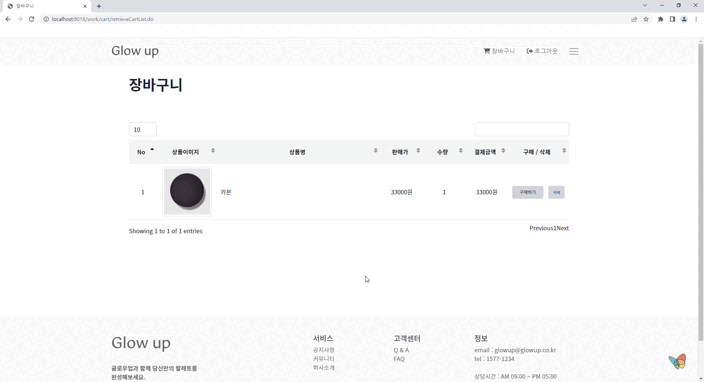 장바구니
localhost:8018/work/cart/retrieveCartList.do
Glow up
장바구니 로그아웃
장바구니
10
No 상품이미지 상품명 판매가 수량 결제금액 구매 / 삭제
1 카본 33000원 1 33000원 구매하기 삭제
Showing 1 to 1 of 1 entries
Previous1Next
Glow up
글로우업과 함께 당신만의 팔레트를
완성해보세요.
서비스
공지사항
커뮤니티
회사소개
고객센터
Q & A
FAQ
정보
email : glowup@glowup.co.kr
tel : 1577-1234
상담시간 : AM 09:00 ~ PM 05:00